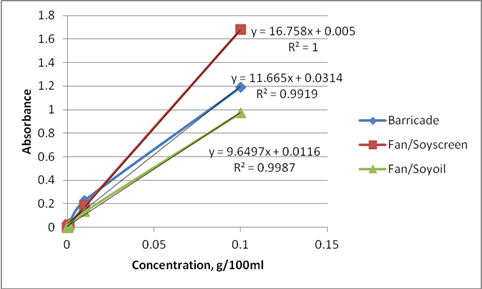 1.8
1.6
1.4
1.2
1
0.8
0.6
0.4
0.2
0
Absorbance
y = 16.758x + 0.005
R² = 1
y = 11.665x + 0.0314
R² = 0.9919
y = 9.6497x + 0.0116
R² = 0.9987
Barricade
Fan/Soyscreen
Fan/Soyoil
0 0.05 0.1 0.15
Concentration, g/100ml